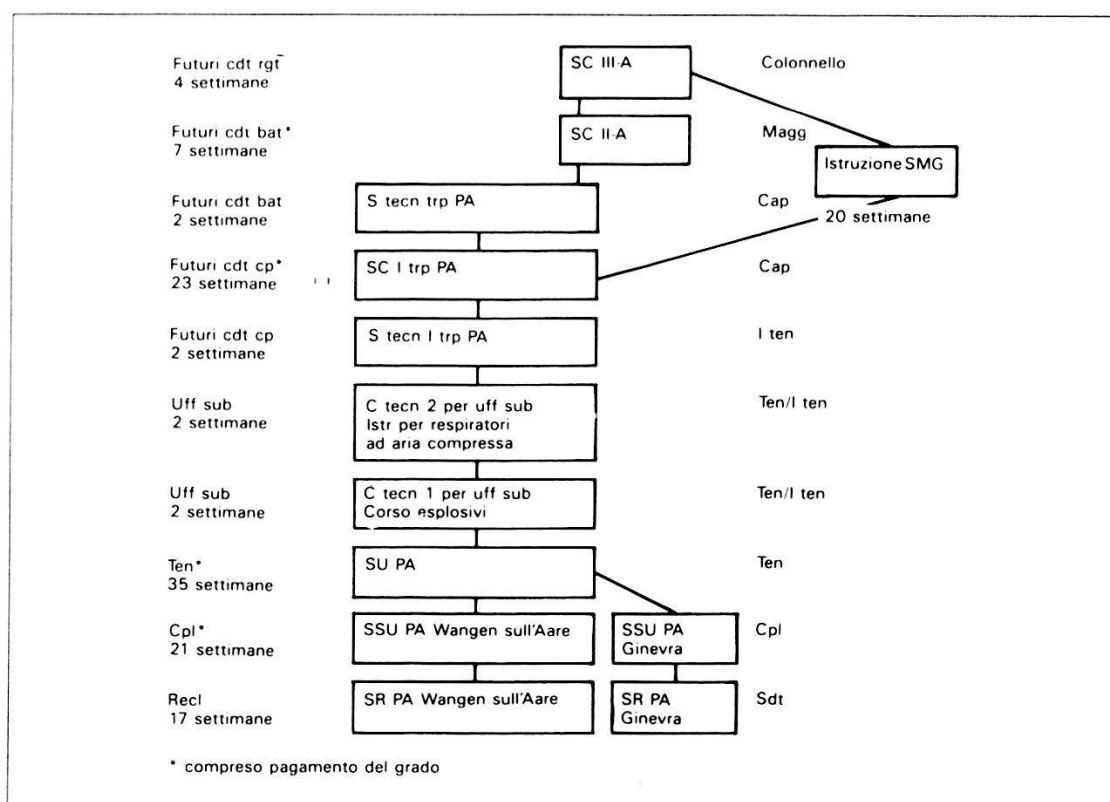 Futuri cdt rgt
4 settimane
SC III-A
Colonnello
Futuri cdt bat*
7 settimane
SC II-A
Magg
Istruzione SMG
20 settimane
Futuri cdt bat
2 settimane
S tecn trp PA
Cap
Futuri cdt cp*
23 settimane
SC I trp PA
Cap
Futuri cdt cp
2 settimane
S tecn I trp PA
I ten
Uff sub
2 settimane
C tecn 2 per uff sub
Istr per respiratori
ad aria compressa
Ten/I ten
Uff sub
2 settimane
C tecn 1 per uff sub
Corso esplosivi
Ten/I ten
Ten*
35 settimane
SU PA
Ten
Cpl*
21 settimane
SSU PA Wangen sull'Aare
SSU PA
Ginevra
Cpl
Recl
17 settimane
SR PA Wangen sull'Aare
SR PA
Ginevra
Sdt
* compreso pagamento del grado